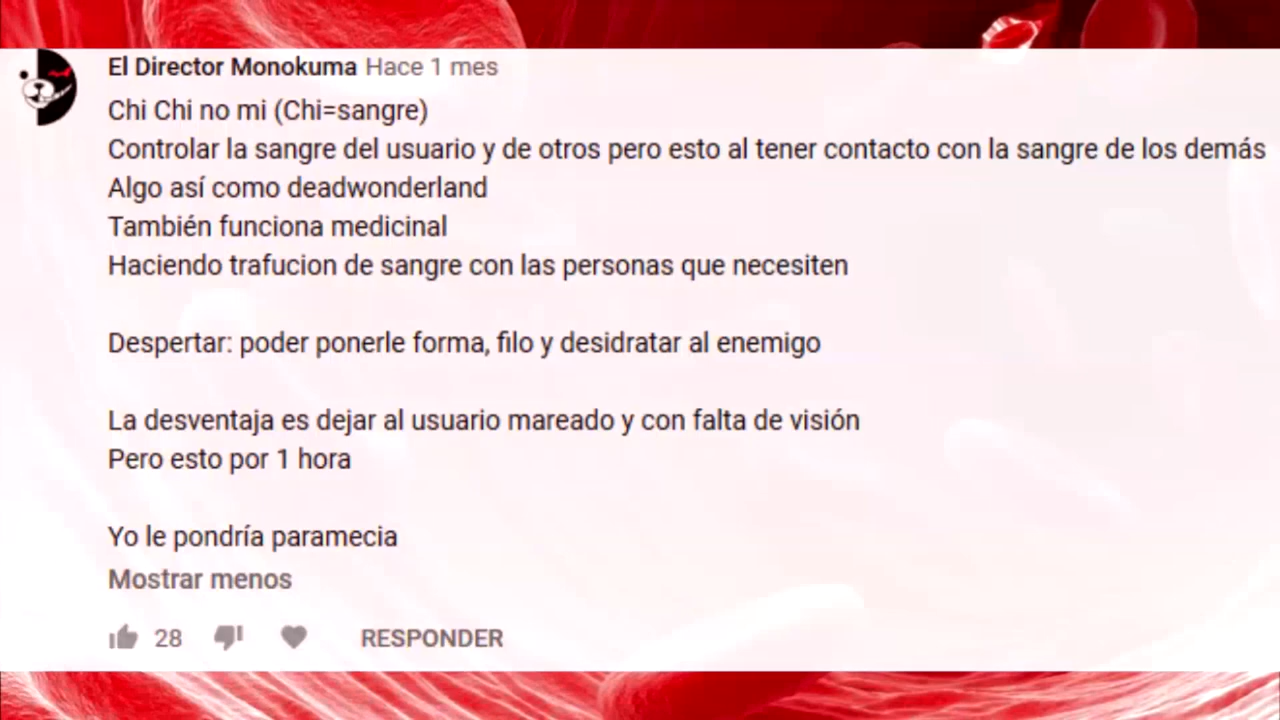 El Director Monokuma Hace 1 mes
Chi Chi no mi (Chi=sangre)
Controlar la sangre del usuario y de otros pero esto al tener contacto con la sangre de los demás
Algo así como deadwonderland
También funciona medicinal
Haciendo trafucion de sangre con las personas que necesiten
Despertar: poder ponerle forma, filo y desidratar al enemigo
La desventaja es dejar al usuario mareado y con falta de visión
Pero esto por 1 hora
Yo le pondría paramecia
Mostrar menos
28 RESPONDER